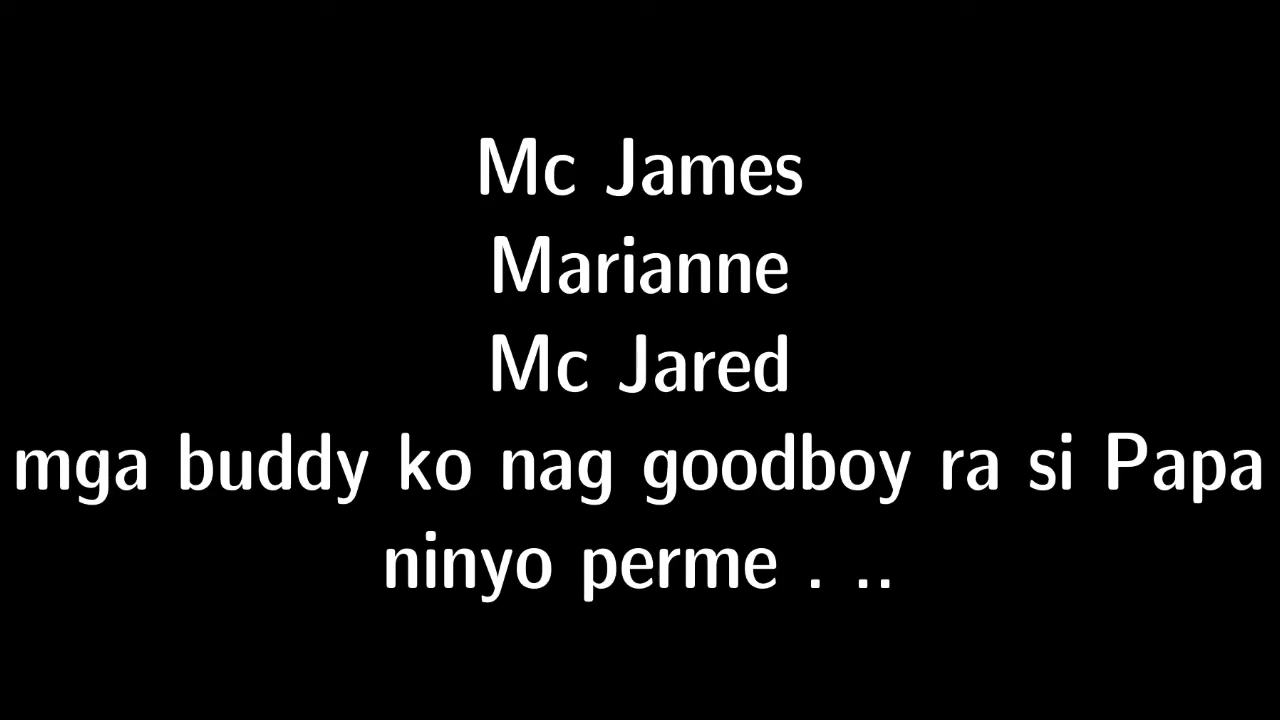 Mc James
Marianne
Mc Jared
mga buddy ko nag goodboy ra si Papa
ninyo perme . ..